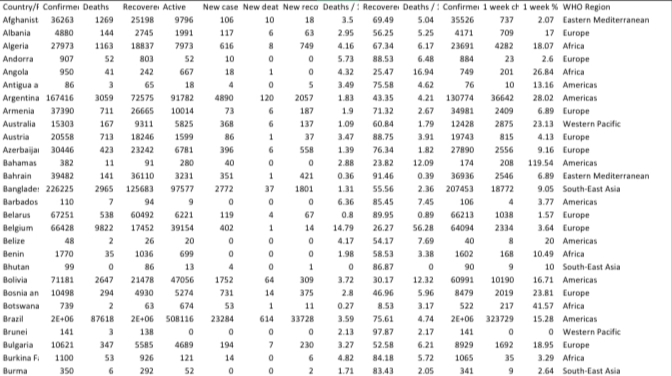 Country/F Confirmed Deaths Recovere Active New case New deat New reco Deaths / : Recovere Deaths / : Confirme 1 week ch 1 week % WHO Region
Afghanist 36263 1269 25198 9796 106 10 18 3.5 69.49 5.04 35526 737 2.07 Eastern Mediterranean
Albania 4880 144 2745 1991 117 6 63 2.95 56.25 5.25 4171 709 17 Europe
Algeria 27973 1163 18837 7973 616 8 749 4.16 67.34 6.17 23691 4282 18.07 Africa
Andorra 907 52 803 52 10 0 0 5.73 88.53 6.48 884 23 2.6 Europe
Angola 950 41 242 667 18 1 0 4.32 25.47 16.94 749 201 26.84 Africa
Antigua a 86 3 65 18 4 0 5 3.49 75.58 4.62 76 10 13.16 Americas
Argentina 167416 3059 72575 91782 4890 120 2057 1.83 43.35 4.21 130774 36642 28.02 Americas
Armenia 37390 711 26665 10014 73 6 187 1.9 71.32 2.67 34981 2409 6.89 Europe
Australia 15303 167 9311 5825 368 6 137 1.09 60.84 1.79 12428 2875 23.13 Western Pacific
Austria 20558 713 18246 1599 86 1 37 3.47 88.75 3.91 19743 815 4.13 Europe
Azerbaija 30446 423 23242 6781 396 6 558 1.39 76.34 1.82 27890 2556 9.16 Europe
Bahamas 382 11 91 280 40 0 0 2.88 23.82 12.09 174 208 119.54 Americas
Bahrain 39482 141 36110 3231 351 1 421 0.36 91.46 0.39 36936 2546 6.89 Eastern Mediterranean
Banglade 226225 2965 125683 97577 2772 37 1801 1.31 55.56 2.36 207453 18772 9.05 South-East Asia
Barbados 110 7 94 9 0 0 0 6.36 85.45 7.45 106 4 3.77 Americas
Belarus 67251 538 60492 6221 119 4 67 0.8 89.95 0.89 66213 1038 1.57 Europe
Belgium 66428 9822 17452 39154 402 1 14 14.79 26.27 56.28 64094 2334 3.64 Europe
Belize 48 2 26 20 0 0 0 4.17 54.17 7.69 40 8 20 Americas
Benin 1770 35 1036 699 0 0 0 1.98 58.53 3.38 1602 168 10.49 Africa
Bhutan 99 0 86 13 4 0 1 0 86.87 0 90 9 10 South-East Asia
Bolivia 71181 2647 21478 47056 1752 64 309 3.72 30.17 12.32 60991 10190 16.71 Americas
Bosnia an 10498 294 4930 5274 731 14 375 2.8 46.96 5.96 8479 2019 23.81 Europe
Botswana 739 2 63 674 53 1 11 0.27 8.53 3.17 522 217 41.57 Africa
Brazil 2E+06 87618 2E+06 508116 23284 614 33728 3.59 75.61 4.74 2E+06 323729 15.28 Americas
Brunei 141 3 138 0 0 0 0 2.13 97.87 2.17 141 0 0 Western Pacific
Bulgaria 10621 347 5585 4689 194 7 230 3.27 52.58 6.21 8929 1692 18.95 Europe
Burkina F 1100 53 926 121 14 0 6 4.82 84.18 5.72 1065 35 3.29 Africa
Burma 350 6 292 52 0 0 2 1.71 83.43 2.05 341 9 2.64 South-East Asia